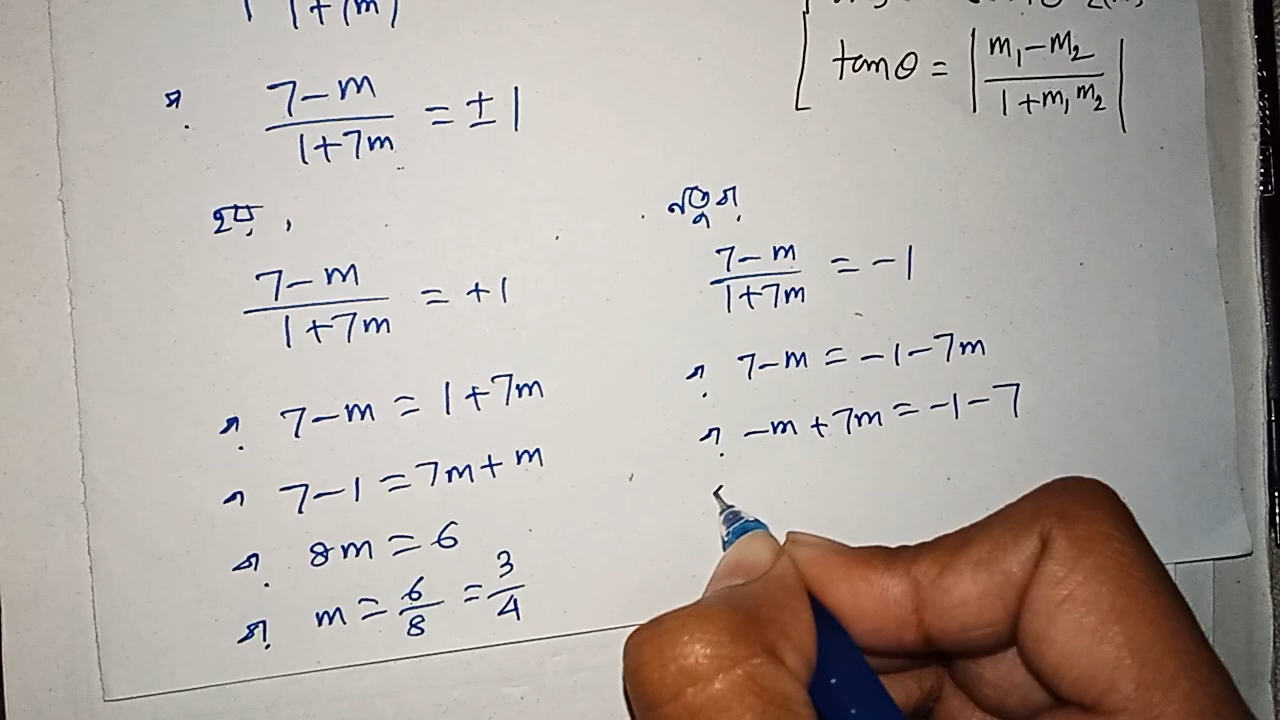 tanθ = |m₁-m₂ / 1+m₁m₂|
বা, 7-m / 1+7m = ±1
হয়,
7-m / 1+7m = +1
বা, 7-m = 1+7m
বা, 7-1 = 7m+m
বা, 8m = 6
বা, m = 6/8 = 3/4
নতুবা,
7-m / 1+7m = -1
বা, 7-m = -1-7m
বা, -m+7m = -1-7